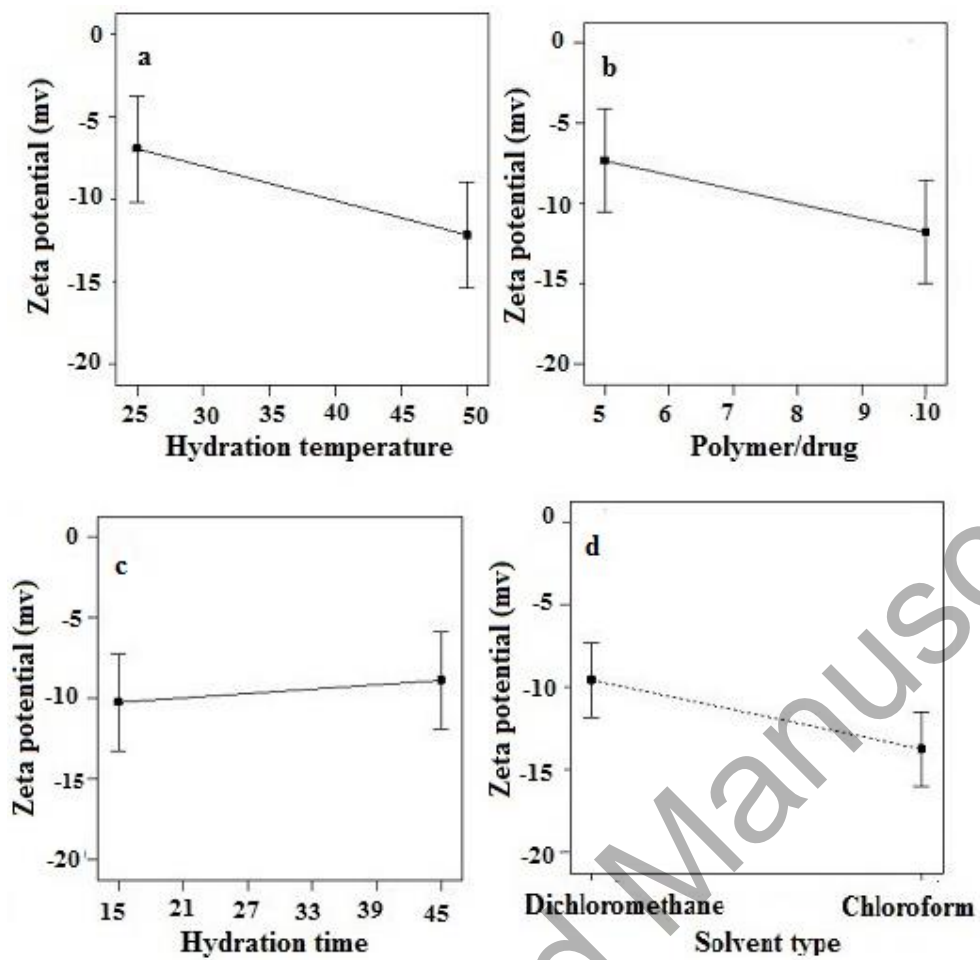 0
a
-5
-10
-15
-20
Zeta potential (mv)
25 30 35 40 45 50
Hydration temperature
0
b
-5
-10
-15
-20
Zeta potential (mv)
5 6 7 8 9 10
Polymer/drug
0
c
-5
-10
-15
-20
Zeta potential (mv)
15 21 27 33 39 45
Hydration time
0
d
-5
-10
-15
-20
Zeta potential (mv)
Dichloromethane Chloroform
Solvent type
d Manusc